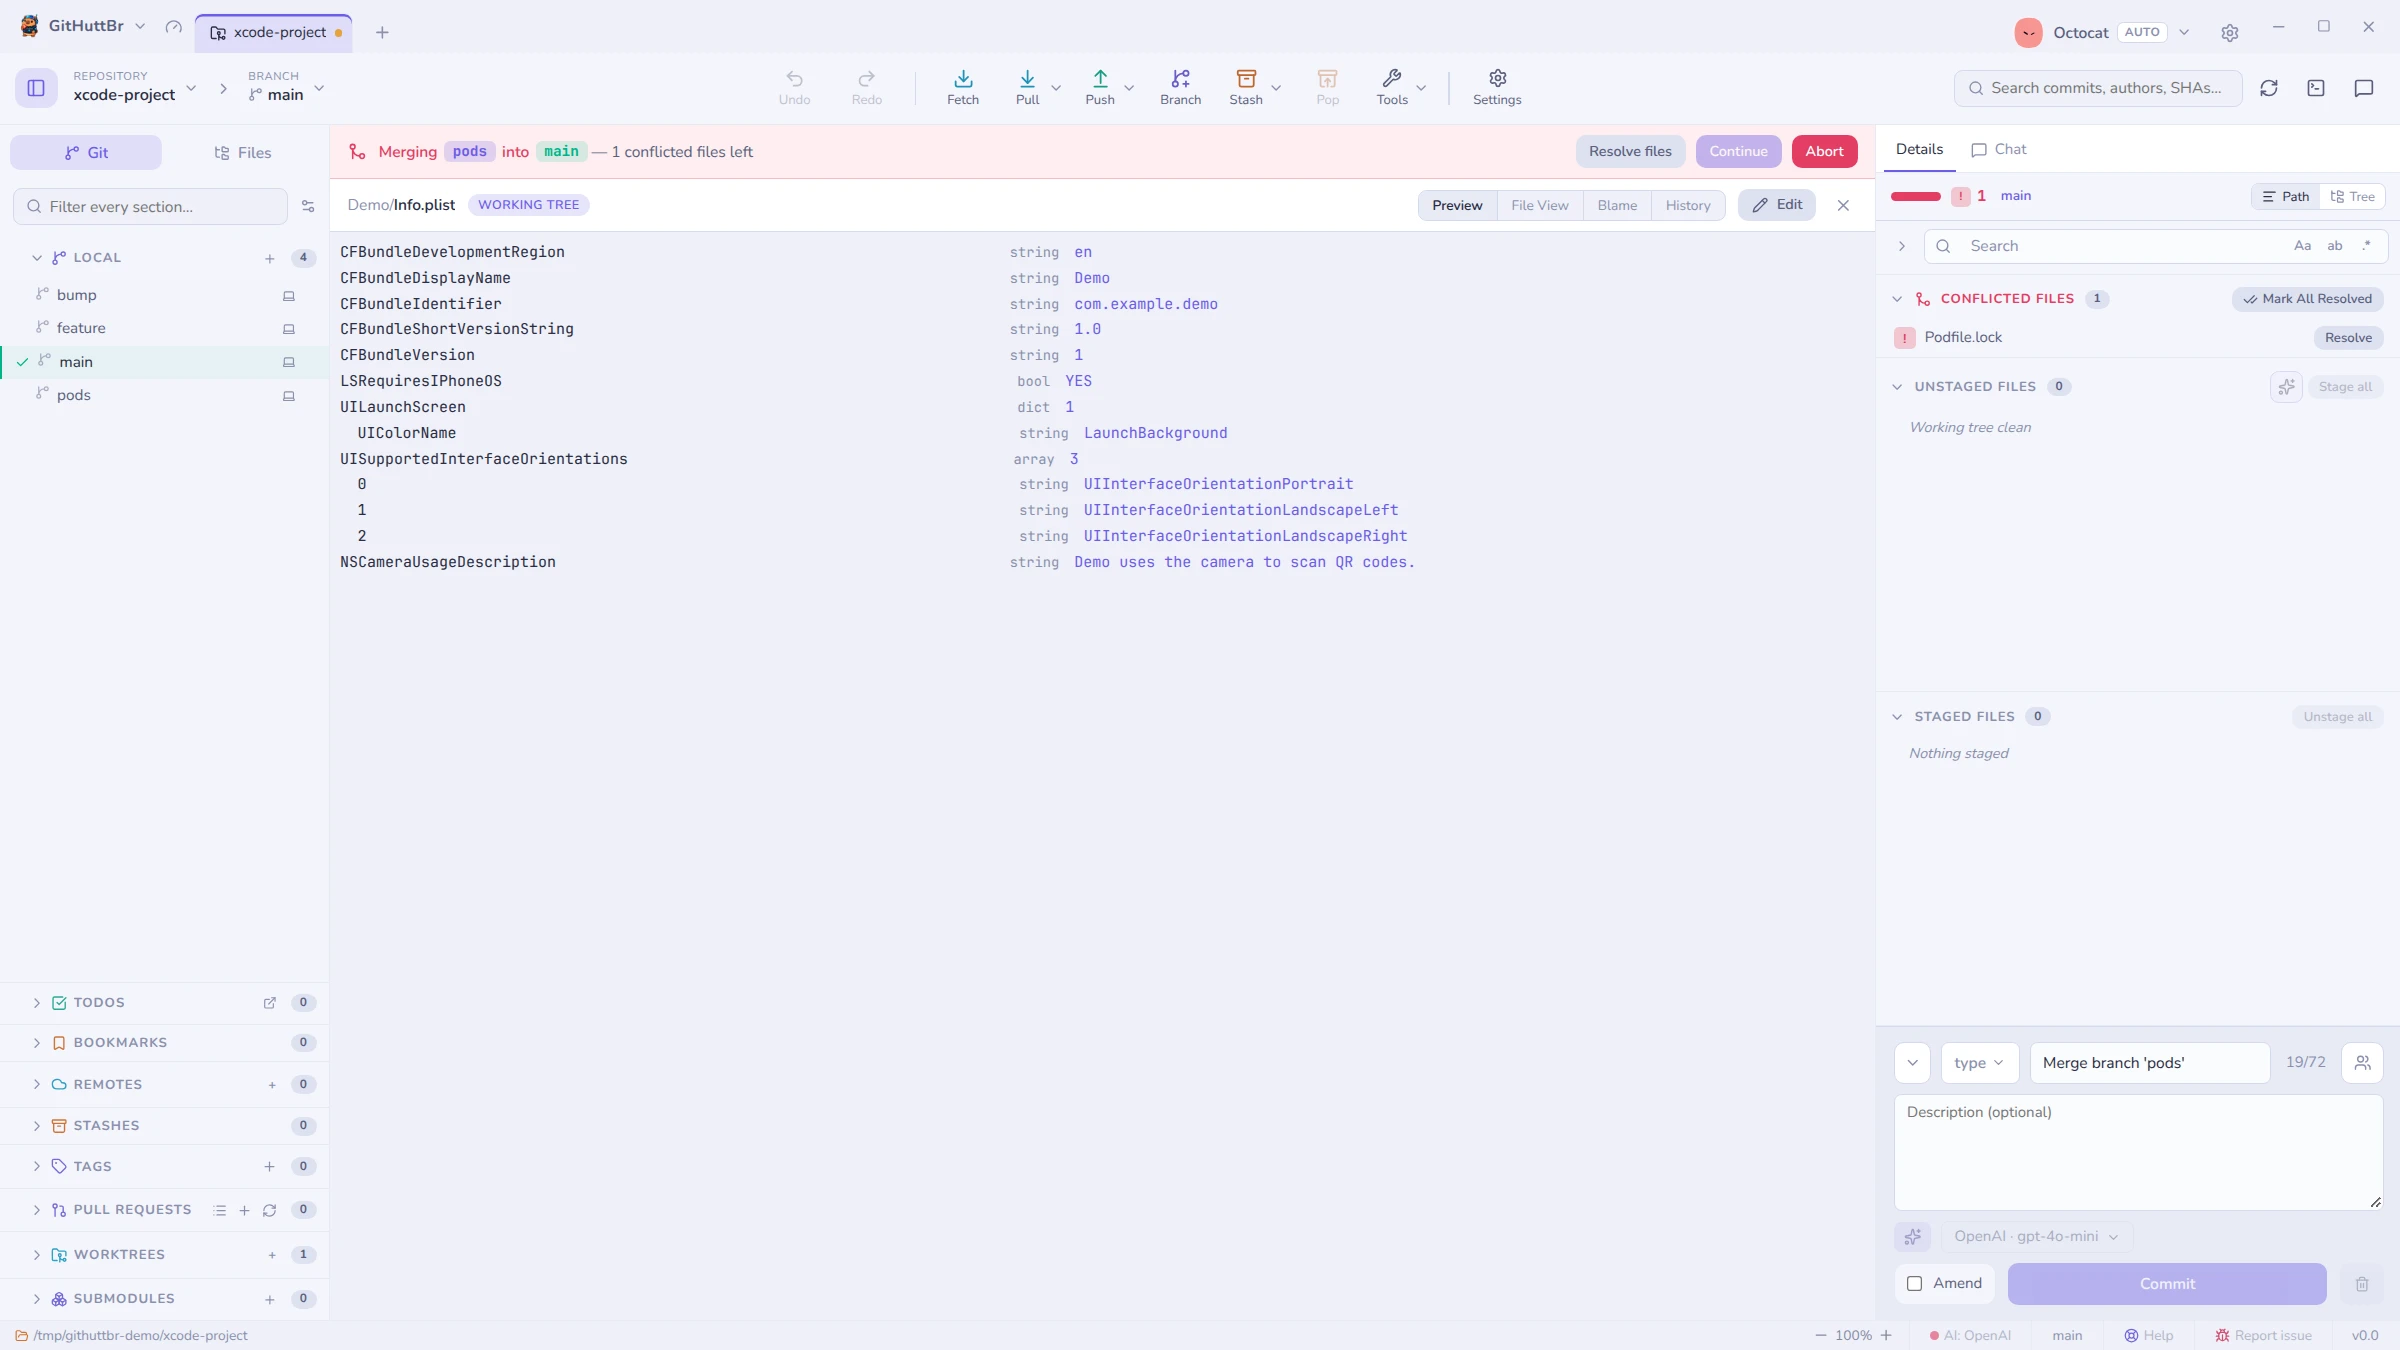 GitHuttBr
xcode-project
Octocat AUTO
REPOSITORY
xcode-project
BRANCH
main
Undo
Redo
Fetch
Pull
Push
Branch
Stash
Pop
Tools
Settings
Search commits, authors, SHAs...
Git
Files
Filter every section...
LOCAL 4
bump
feature
main
pods
TODOS 0
BOOKMARKS 0
REMOTES 0
STASHES 0
TAGS 0
PULL REQUESTS 0
WORKTREES 1
SUBMODULES 0
Merging pods into main — 1 conflicted files left
Resolve files
Continue
Abort
Demo/Info.plist WORKING TREE
Preview
File View
Blame
History
Edit
CFBundleDevelopmentRegion string en
CFBundleDisplayName string Demo
CFBundleIdentifier string com.example.demo
CFBundleShortVersionString string 1.0
CFBundleVersion string 1
LSRequiresIPhoneOS bool YES
UILaunchScreen dict 1
UIColorName string LaunchBackground
UISupportedInterfaceOrientations array 3
0 string UIInterfaceOrientationPortrait
1 string UIInterfaceOrientationLandscapeLeft
2 string UIInterfaceOrientationLandscapeRight
NSCameraUsageDescription string Demo uses the camera to scan QR codes.
Details
Chat
! 1 main
Path
Tree
Search
Aa ab .*
CONFLICTED FILES 1
Mark All Resolved
! Podfile.lock
Resolve
UNSTAGED FILES 0
Stage all
Working tree clean
STAGED FILES 0
Unstage all
Nothing staged
type
Merge branch 'pods'
19/72
Description (optional)
OpenAI · gpt-4o-mini
Amend
Commit
/tmp/githuttbr-demo/xcode-project
100%
AI: OpenAI
main
Help
Report issue
v0.0